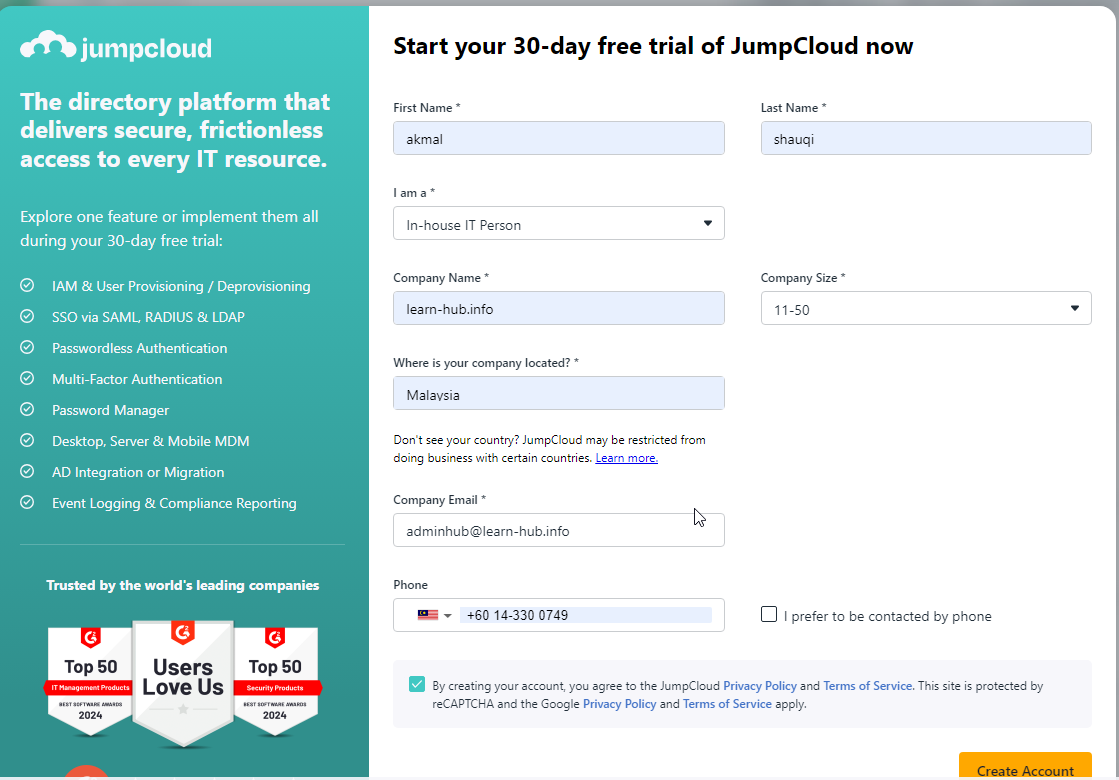 jumpcloud
The directory platform that
delivers secure, frictionless
access to every IT resource.
Explore one feature or implement them all
during your 30-day free trial:
IAM & User Provisioning / Deprovisioning
SSO via SAML, RADIUS & LDAP
Passwordless Authentication
Multi-Factor Authentication
Password Manager
Desktop, Server & Mobile MDM
AD Integration or Migration
Event Logging & Compliance Reporting
Trusted by the world's leading companies
Top 50
IT Management Products
BEST SOFTWARE AWARDS
2024
Users
Love Us
Top 50
Security Products
BEST SOFTWARE AWARDS
2024
Start your 30-day free trial of JumpCloud now
First Name *
Last Name *
akmal
shauqi
I am a *
In-house IT Person
Company Name *
Company Size *
learn-hub.info
11-50
Where is your company located? *
Malaysia
Don't see your country? JumpCloud may be restricted from
doing business with certain countries. Learn more.
Company Email *
adminhub@learn-hub.info
Phone
+60 14-330 0749
I prefer to be contacted by phone
By creating your account, you agree to the JumpCloud Privacy Policy and Terms of Service. This site is protected by
reCAPTCHA and the Google Privacy Policy and Terms of Service apply.
Create Account